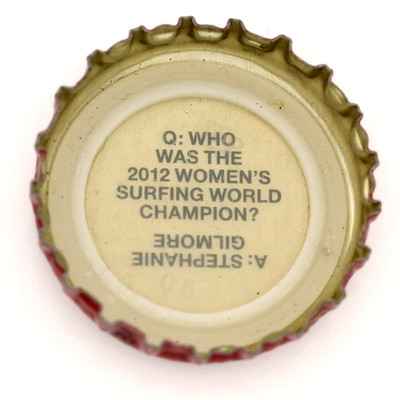 Q: WHO
WAS THE
2012 WOMEN'S
SURFING WORLD
CHAMPION?
A: STEPHANIE
GILMORE